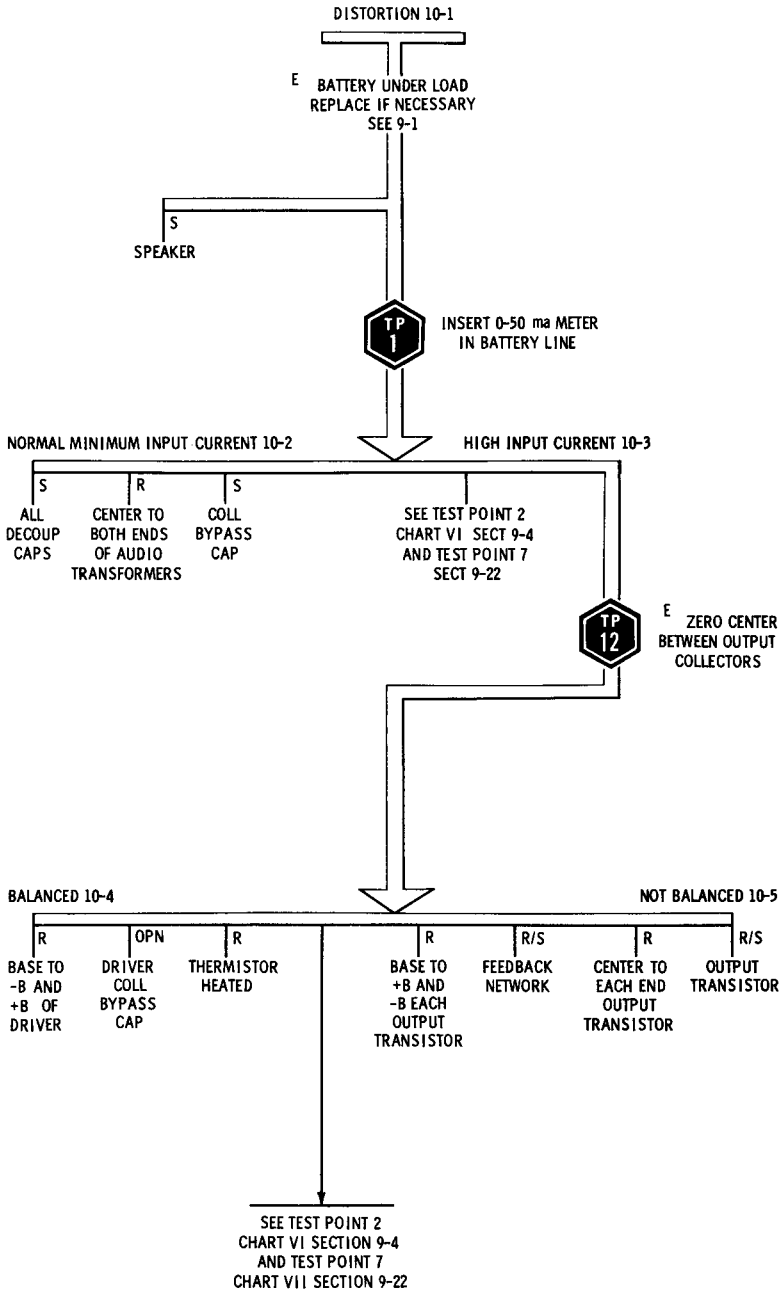 DISTORTION 10-1
E BATTERY UNDER LOAD
REPLACE IF NECESSARY
SEE 9-1
S
SPEAKER
TP
1
INSERT 0-50 ma METER
IN BATTERY LINE
NORMAL MINIMUM INPUT CURRENT 10-2
HIGH INPUT CURRENT 10-3
S
ALL
DECOUP
CAPS
R
CENTER TO
BOTH ENDS
OF AUDIO
TRANSFORMERS
S
COLL
BYPASS
CAP
SEE TEST POINT 2
CHART VI SECT 9-4
AND TEST POINT 7
SECT 9-22
TP
12
E ZERO CENTER
BETWEEN OUTPUT
COLLECTORS
BALANCED 10-4
NOT BALANCED 10-5
R
BASE TO
-B AND
+B OF
DRIVER
OPN
DRIVER
COLL
BYPASS
CAP
R
THERMISTOR
HEATED
R
BASE TO
+B AND
-B EACH
OUTPUT
TRANSISTOR
R/S
FEEDBACK
NETWORK
R
CENTER TO
EACH END
OUTPUT
TRANSISTOR
R/S
OUTPUT
TRANSISTOR
SEE TEST POINT 2
CHART VI SECTION 9-4
AND TEST POINT 7
CHART VII SECTION 9-22